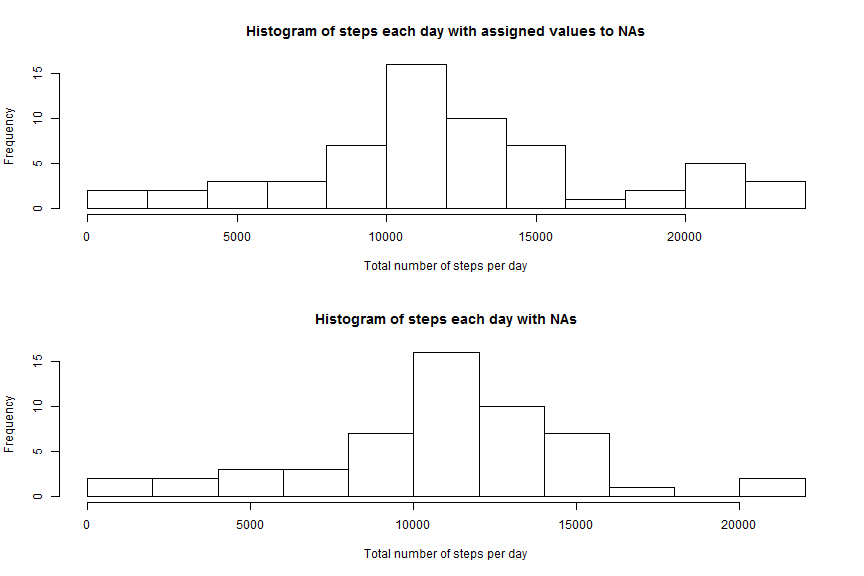 Histogram of steps each day with assigned values to NAs
Frequency
15
10
5
0
0 5000 10000 15000 20000
Total number of steps per day
Histogram of steps each day with NAs
Frequency
15
10
5
0
0 5000 10000 15000 20000
Total number of steps per day